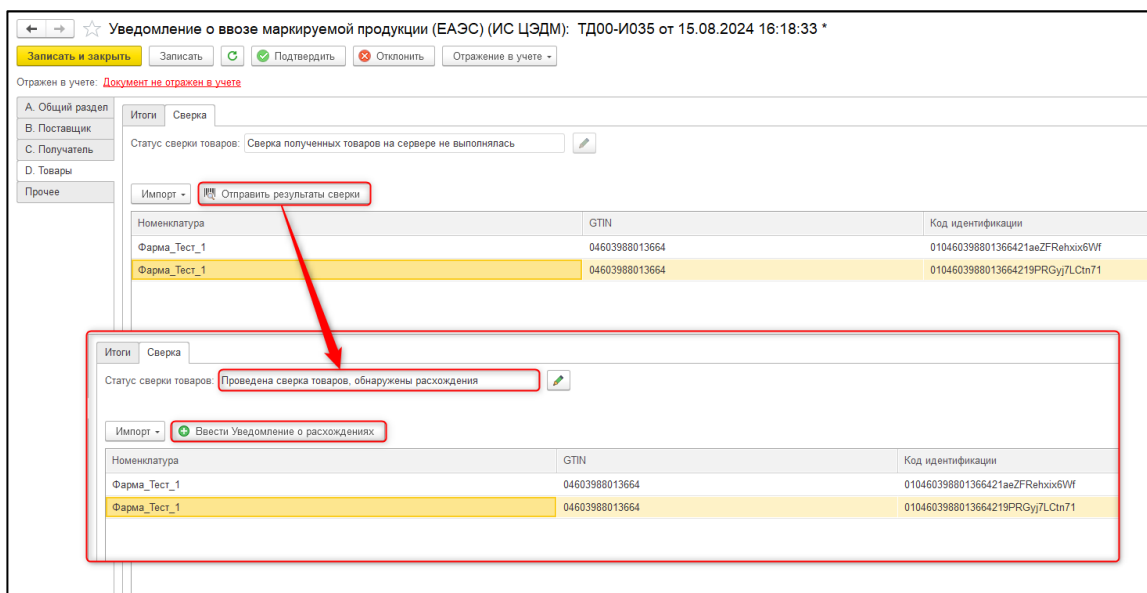 Уведомление о ввозе маркируемой продукции (ЕАЭС) (ИС ЦЭДМ): ТД00-И035 от 15.08.2024 16:18:33 *
Записать и закрыть Записать Подтвердить Отклонить Отражение в учете
Отражен в учете: Документ не отражен в учете
А. Общий раздел
В. Поставщик
С. Получатель
D. Товары
Прочее
Итоги Сверка
Статус сверки товаров: Сверка полученных товаров на сервере не выполнялась
Импорт Отправить результаты сверки
Номенклатура GTIN Код идентификации
Фарма_Тест_1 04603988013664 010460398801366421aeZFRehxix6Wf
Фарма_Тест_1 04603988013664 0104603988013664219PRGyj7LCtn71
Итоги Сверка
Статус сверки товаров: Проведена сверка товаров, обнаружены расхождения
Импорт Ввести Уведомление о расхождениях
Номенклатура GTIN Код идентификации
Фарма_Тест_1 04603988013664 010460398801366421aeZFRehxix6Wf
Фарма_Тест_1 04603988013664 0104603988013664219PRGyj7LCtn71